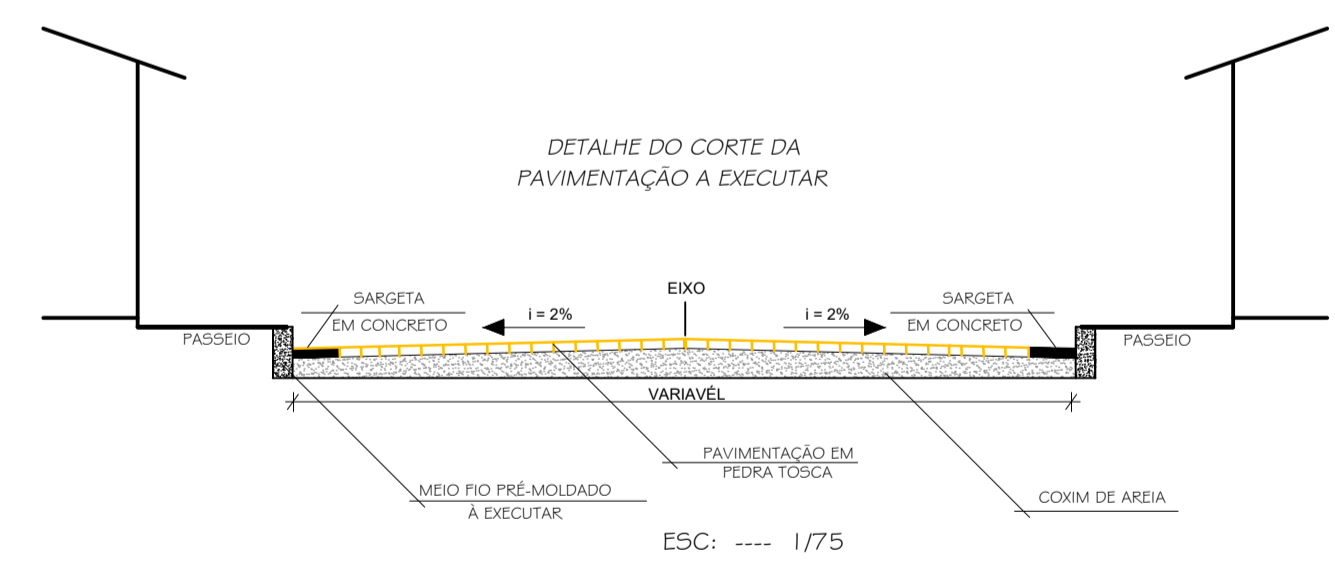 DETALHE DO CORTE DA
PAVIMENTAÇÃO A EXECUTAR
EIXO
SARGETA
EM CONCRETO
i = 2%
i = 2%
SARGETA
EM CONCRETO
PASSEIO
PASSEIO
VARIAVÉL
PAVIMENTAÇÃO EM
PEDRA TOSCA
MEIO FIO PRÉ-MOLDADO
À EXECUTAR
COXIM DE AREIA
ESC: ---- 1/75